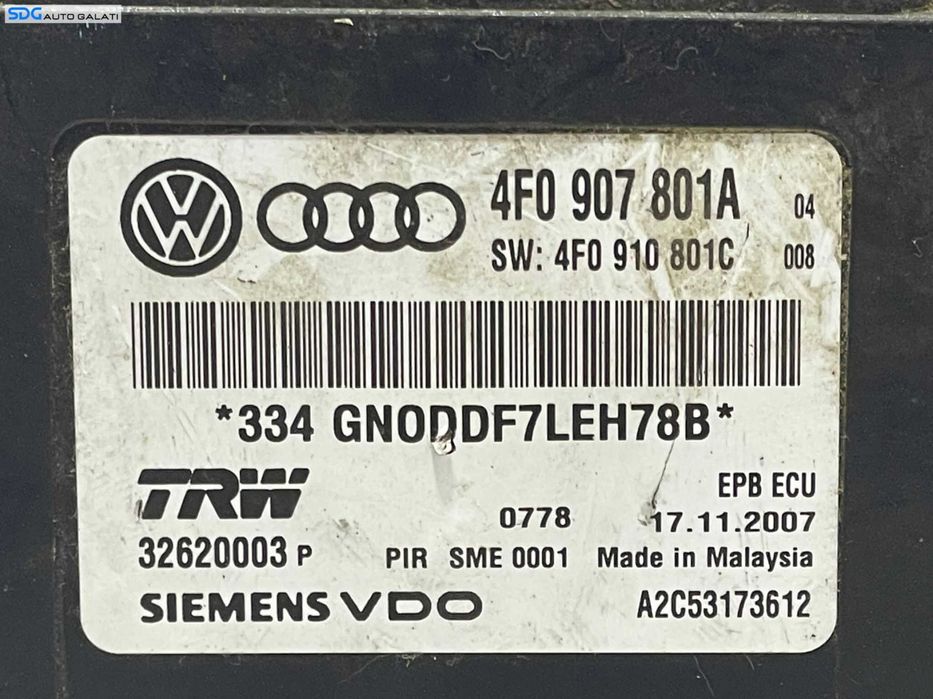 SDG AUTO GALATI
4F0 907 801A 04
SW: 4F0 910 801C 008
*334 GNODDF7LEH78B*
TRW EPB ECU
0778 17.11.2007
32620003 P PIR SME 0001 Made in Malaysia
SIEMENS VDO A2C53173612